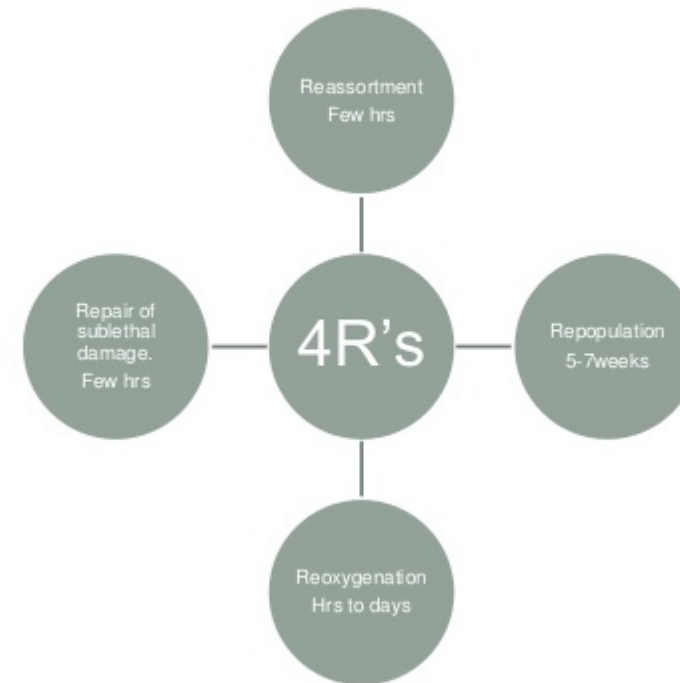 Reassortment
Few hrs
Repair of
sublethal
damage.
Few hrs
4R's
Repopulation
5-7weeks
Reoxygenation
Hrs to days